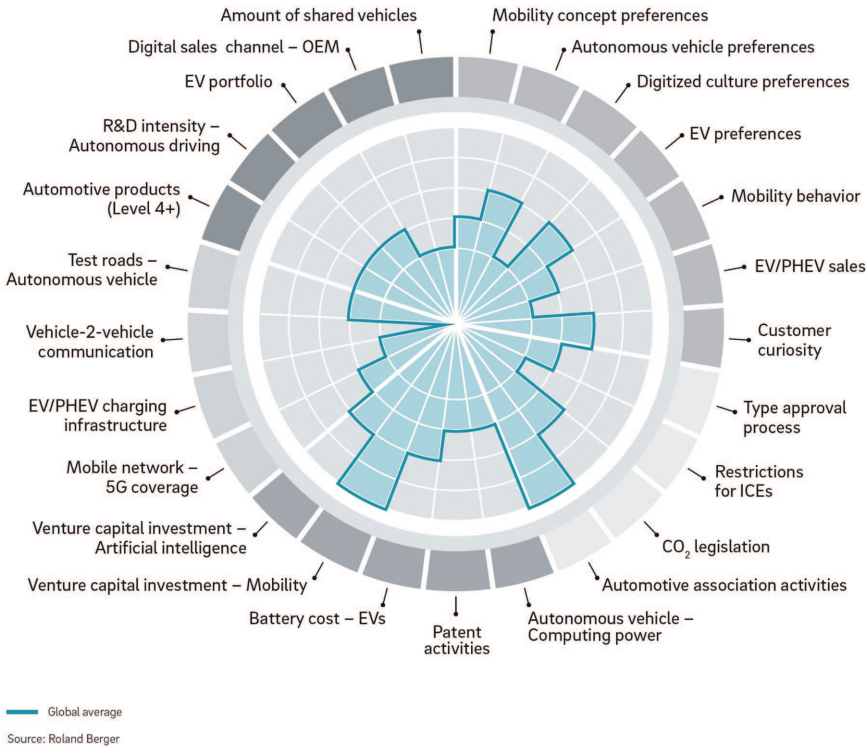 Amount of shared vehicles
Mobility concept preferences
Digital sales channel – OEM
Autonomous vehicle preferences
EV portfolio
Digitized culture preferences
R&D intensity –
Autonomous driving
EV preferences
Automotive products
(Level 4+)
Mobility behavior
Test roads –
Autonomous vehicle
EV/PHEV sales
Vehicle-2-vehicle
communication
Customer
curiosity
EV/PHEV charging
infrastructure
Type approval
process
Mobile network –
5G coverage
Restrictions
for ICEs
Venture capital investment –
Artificial intelligence
CO₂ legislation
Venture capital investment – Mobility
Automotive association activities
Battery cost – EVs
Patent
activities
Autonomous vehicle –
Computing power
Global average
Source: Roland Berger